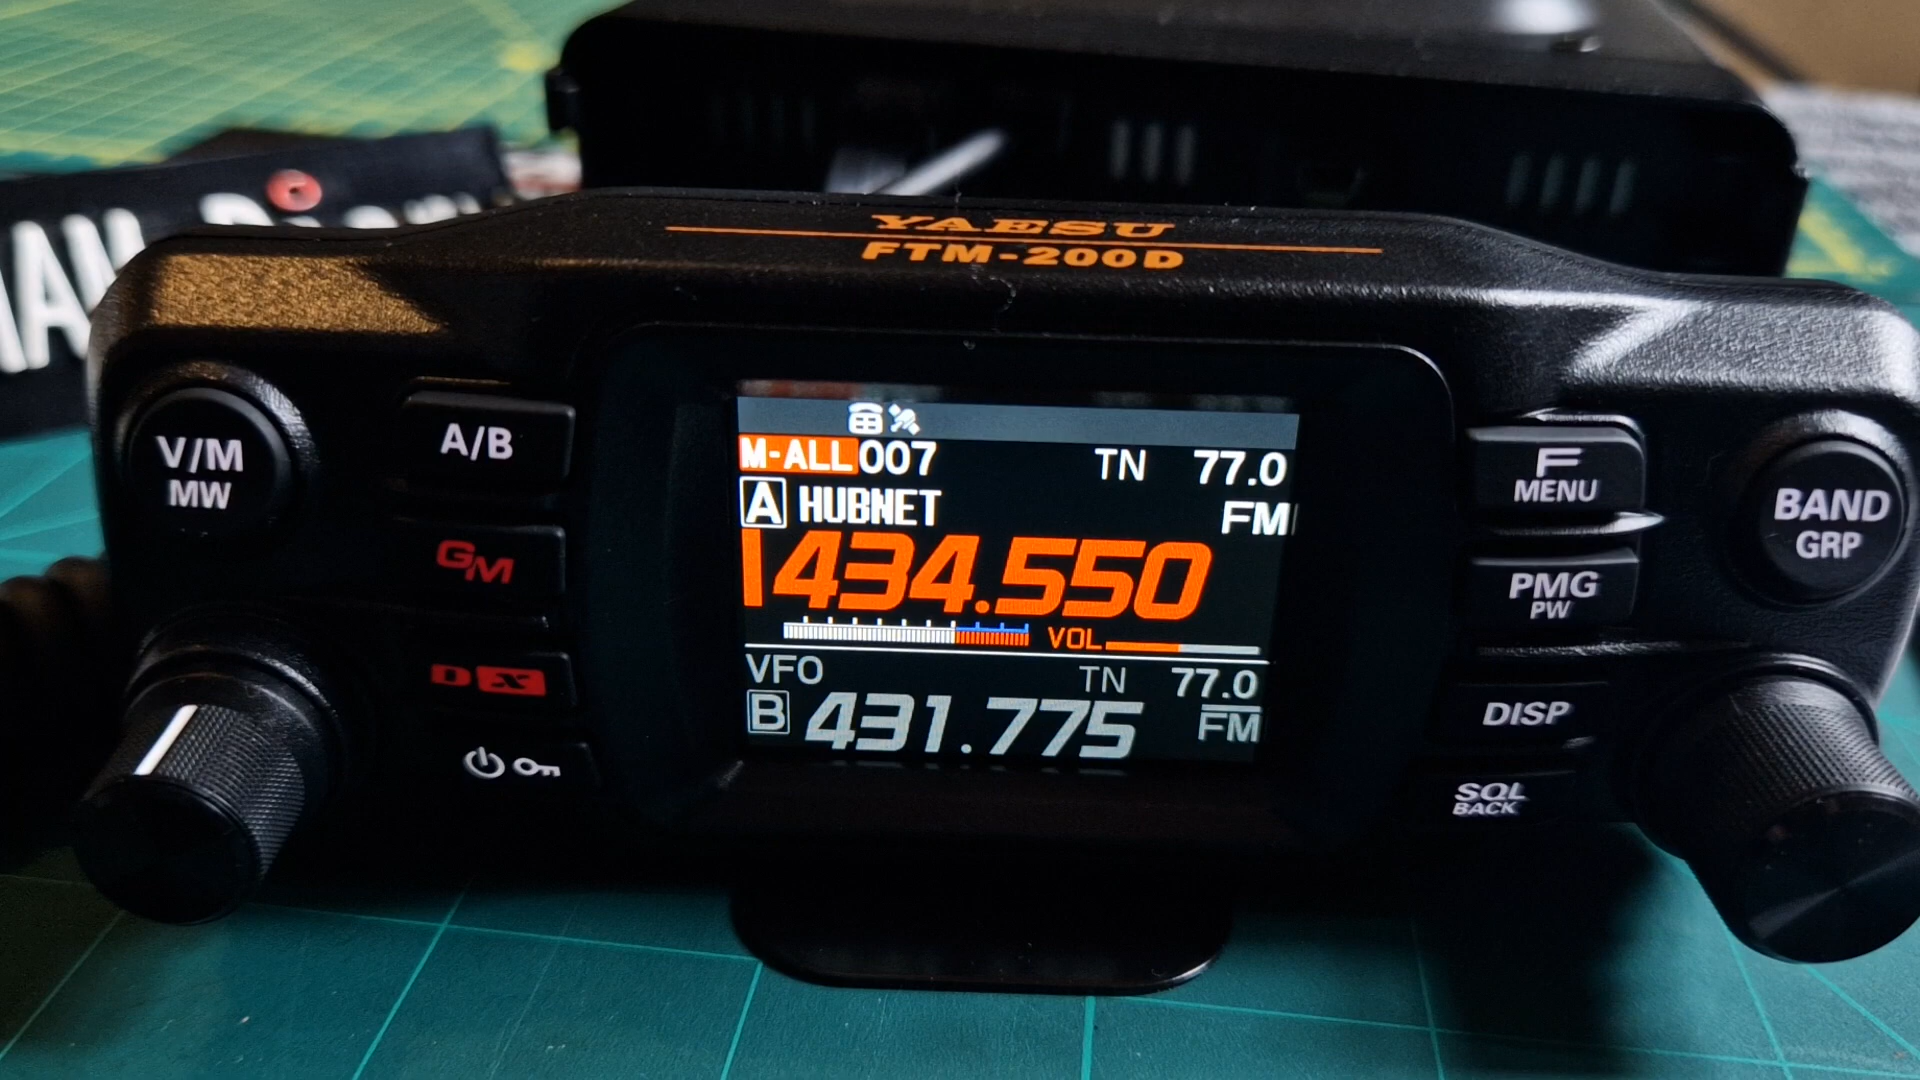 YAESU
FTM-200D
V/M
MW
A/B
GM
DX
M-ALL 007 TN 77.0
A HUBNET FM
434.550
VOL
VFO TN 77.0
B 431.775 FM
F
MENU
PMG
PW
DISP
SQL
BACK
BAND
GRP